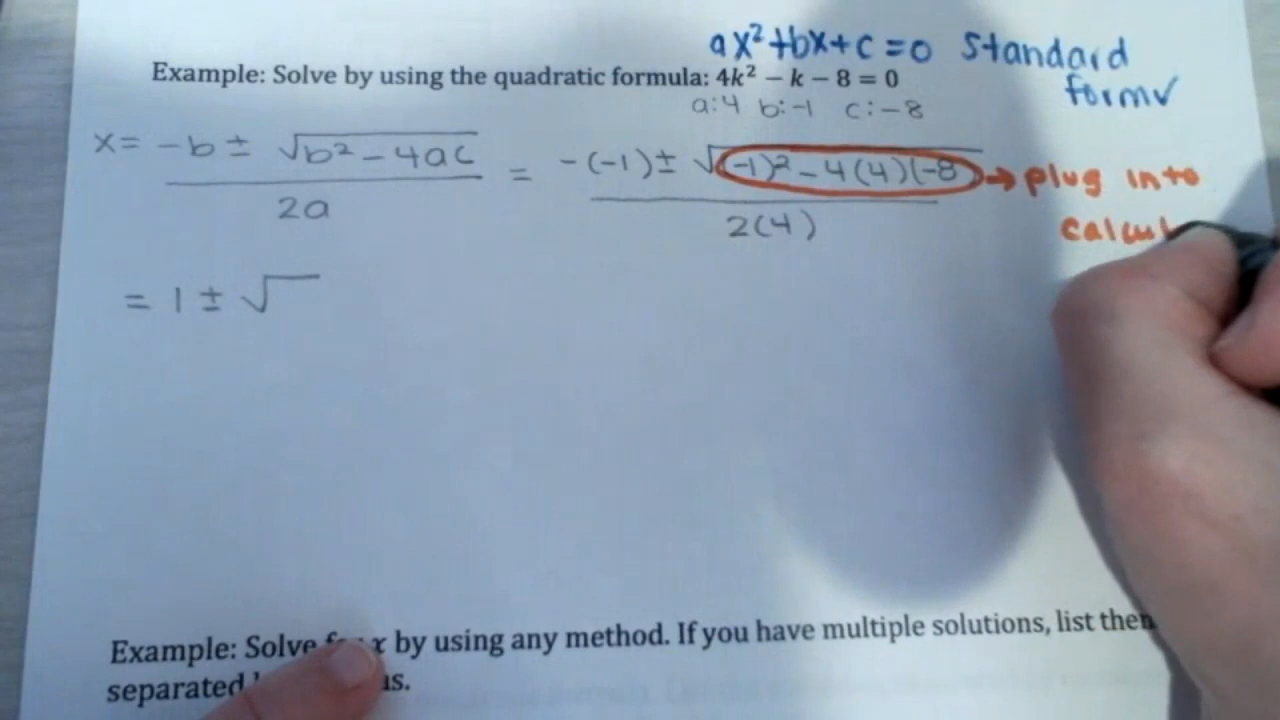 ax²+bx+c=0 standard
form✓
Example: Solve by using the quadratic formula: 4k² − k − 8 = 0
a:4 b:-1 c:-8
x= -b ± √b² - 4ac / 2a = -(-1) ± √(-1)² - 4(4)(-8 / 2(4) → plug into
= 1 ± √
Example: Solve x by using any method. If you have multiple solutions, list
separated